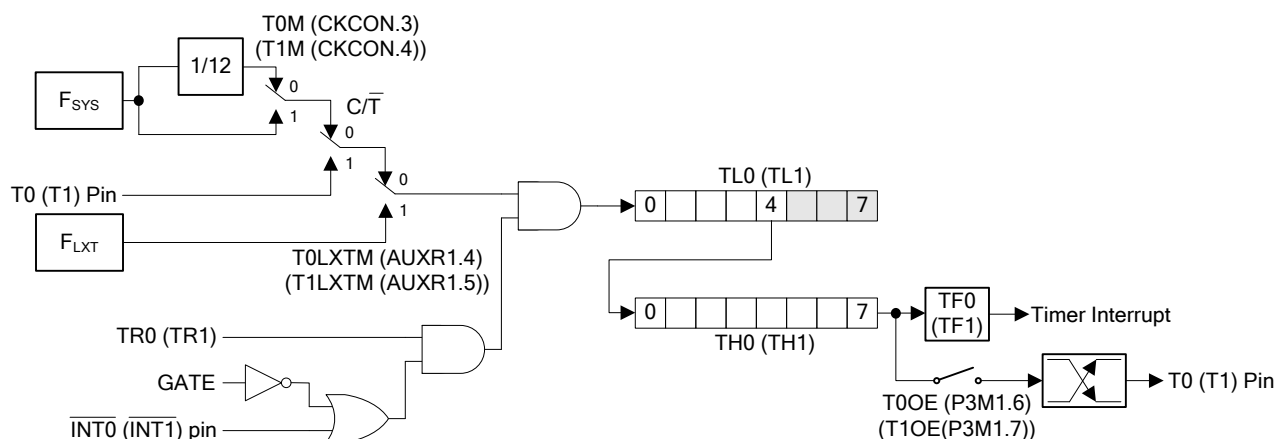 T0M (CKCON.3)
(T1M (CKCON.4))
1/12
0
FSYS
1
C/T̅
0
1
T0 (T1) Pin
0
1
FLXT
T0LXTM (AUXR1.4)
(T1LXTM (AUXR1.5))
TL0 (TL1)
0 4 7
0 7
TH0 (TH1)
TF0
(TF1)
Timer Interrupt
TR0 (TR1)
GATE
I̅N̅T̅0̅ (I̅N̅T̅1̅) pin
T0 (T1) Pin
T0OE (P3M1.6)
(T1OE(P3M1.7))